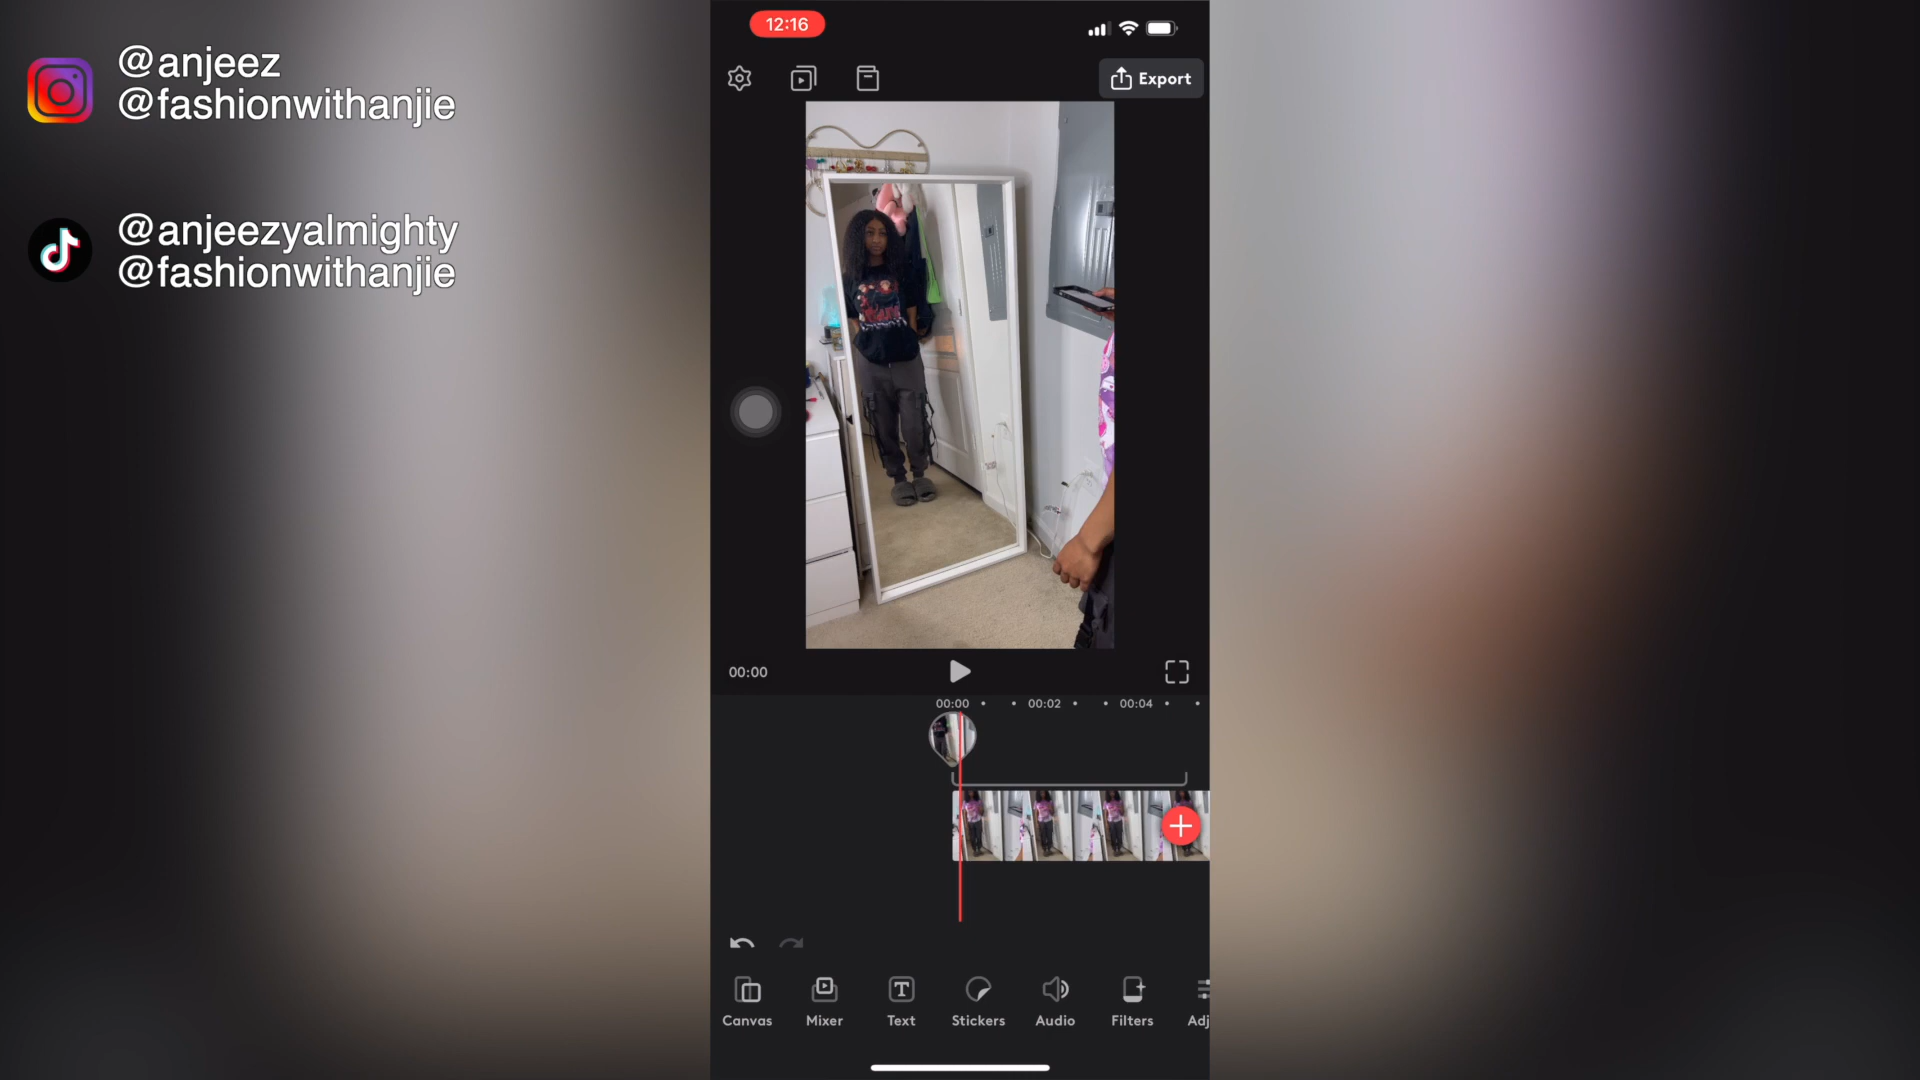 @anjeez
@fashionwithanjie
@anjeezyalmighty
@fashionwithanjie
12:16
Export
00:00
00:00
00:02
00:04
Canvas
Mixer
Text
Stickers
Audio
Filters
Adj